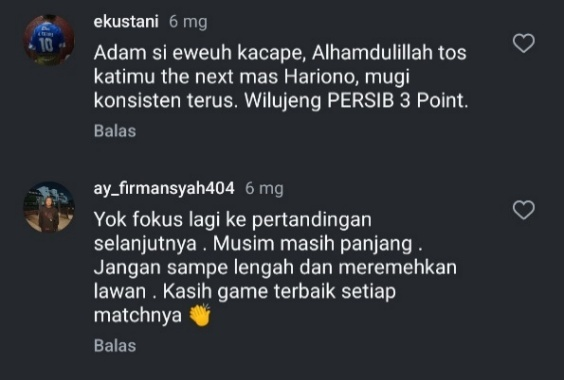 ekustani 6 mg
Adam si eweuh kacape, Alhamdulillah tos
katimu the next mas Hariono, mugi
konsisten terus. Wilujeng PERSIB 3 Point.
Balas
ay_firmansyah404 6 mg
Yok fokus lagi ke pertandingan
selanjutnya . Musim masih panjang .
Jangan sampe lengah dan meremehkan
lawan . Kasih game terbaik setiap
matchnya 👏
Balas